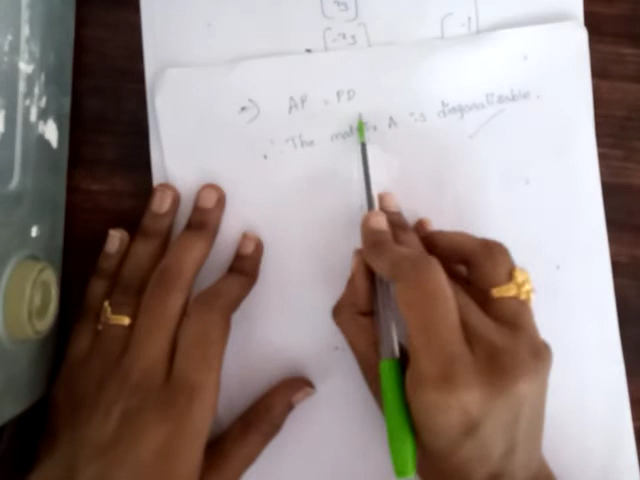 AP = PD
∴ The matrix A is diagonalizable.